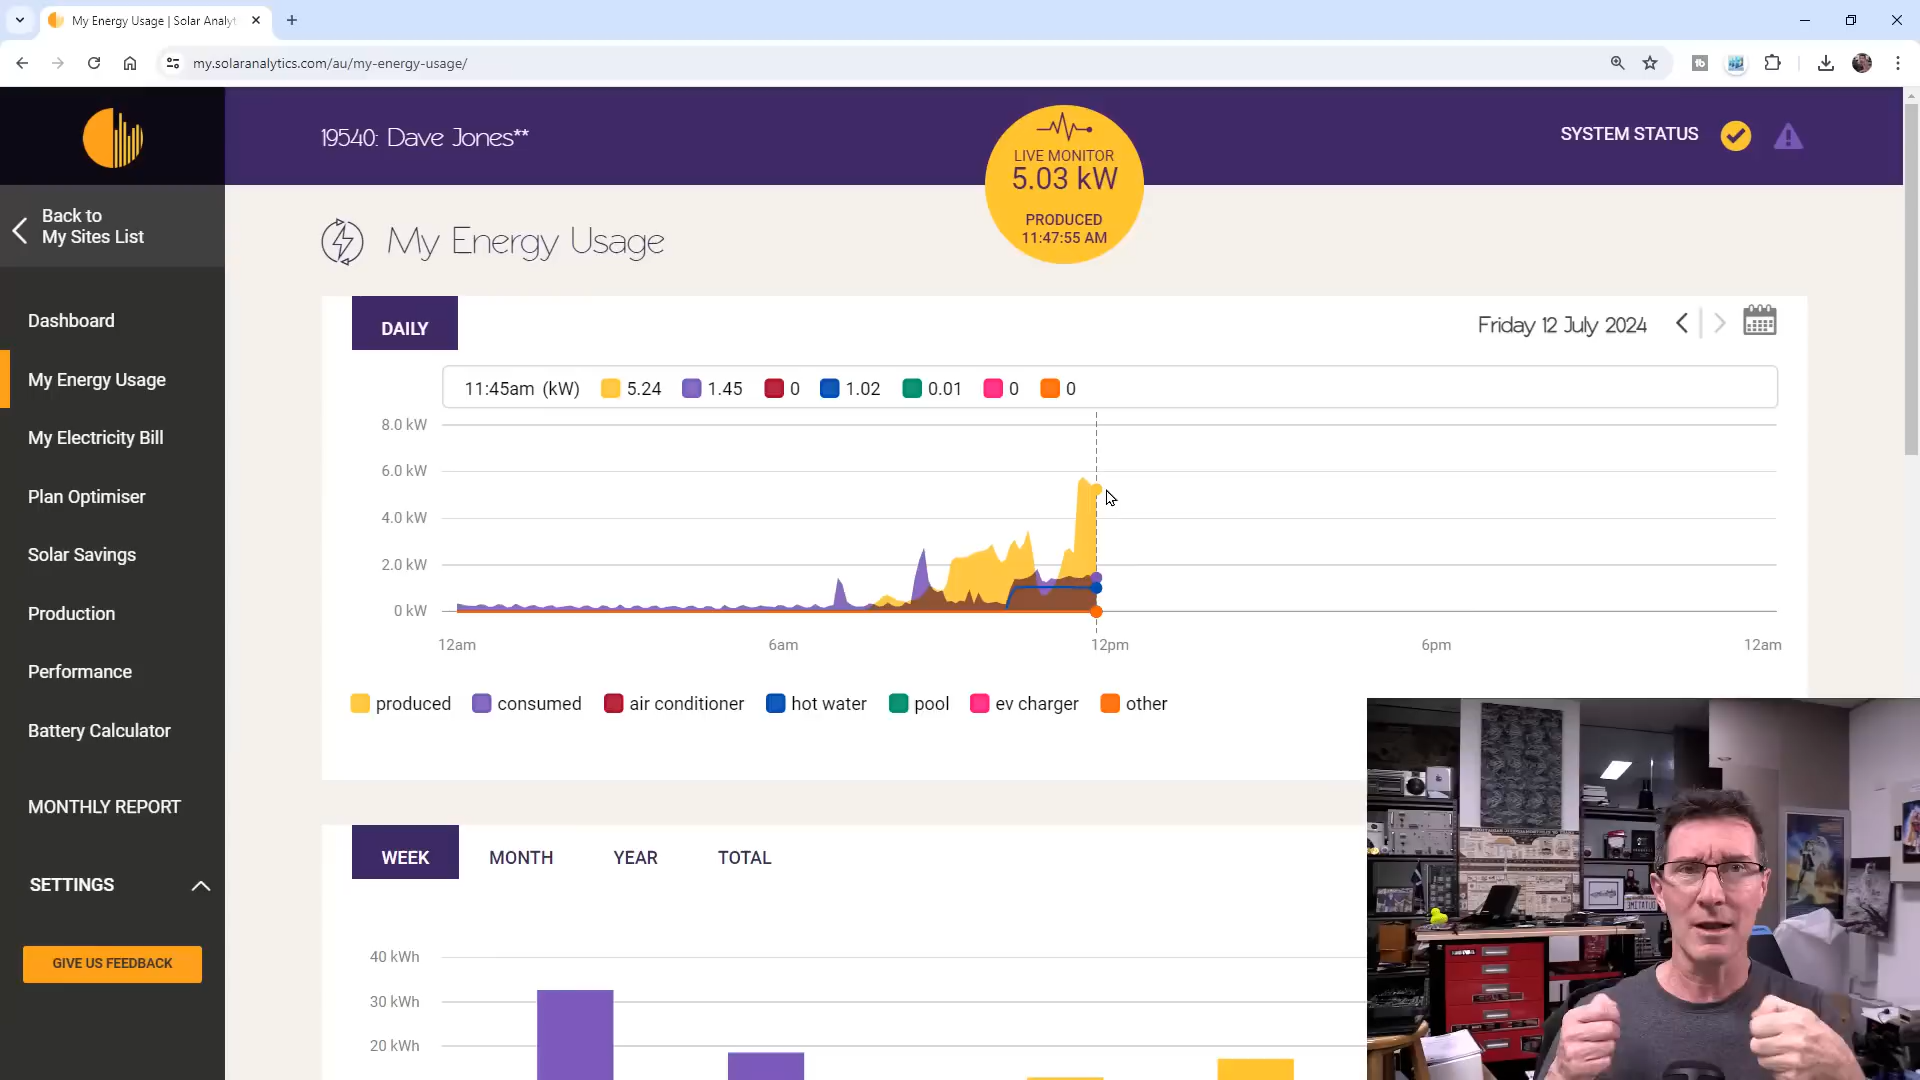 My Energy Usage | Solar Analyt
my.solaranalytics.com/au/my-energy-usage/
19540: Dave Jones**
LIVE MONITOR
5.03 kW
PRODUCED
11:47:55 AM
SYSTEM STATUS
Back to
My Sites List
Dashboard
My Energy Usage
My Electricity Bill
Plan Optimiser
Solar Savings
Production
Performance
Battery Calculator
MONTHLY REPORT
SETTINGS
GIVE US FEEDBACK
My Energy Usage
DAILY
Friday 12 July 2024
11:45am (kW) 5.24 1.45 0 1.02 0.01 0 0
8.0 kW
6.0 kW
4.0 kW
2.0 kW
0 kW
12am 6am 12pm 6pm 12am
produced consumed air conditioner hot water pool ev charger other
WEEK MONTH YEAR TOTAL
40 kWh
30 kWh
20 kWh